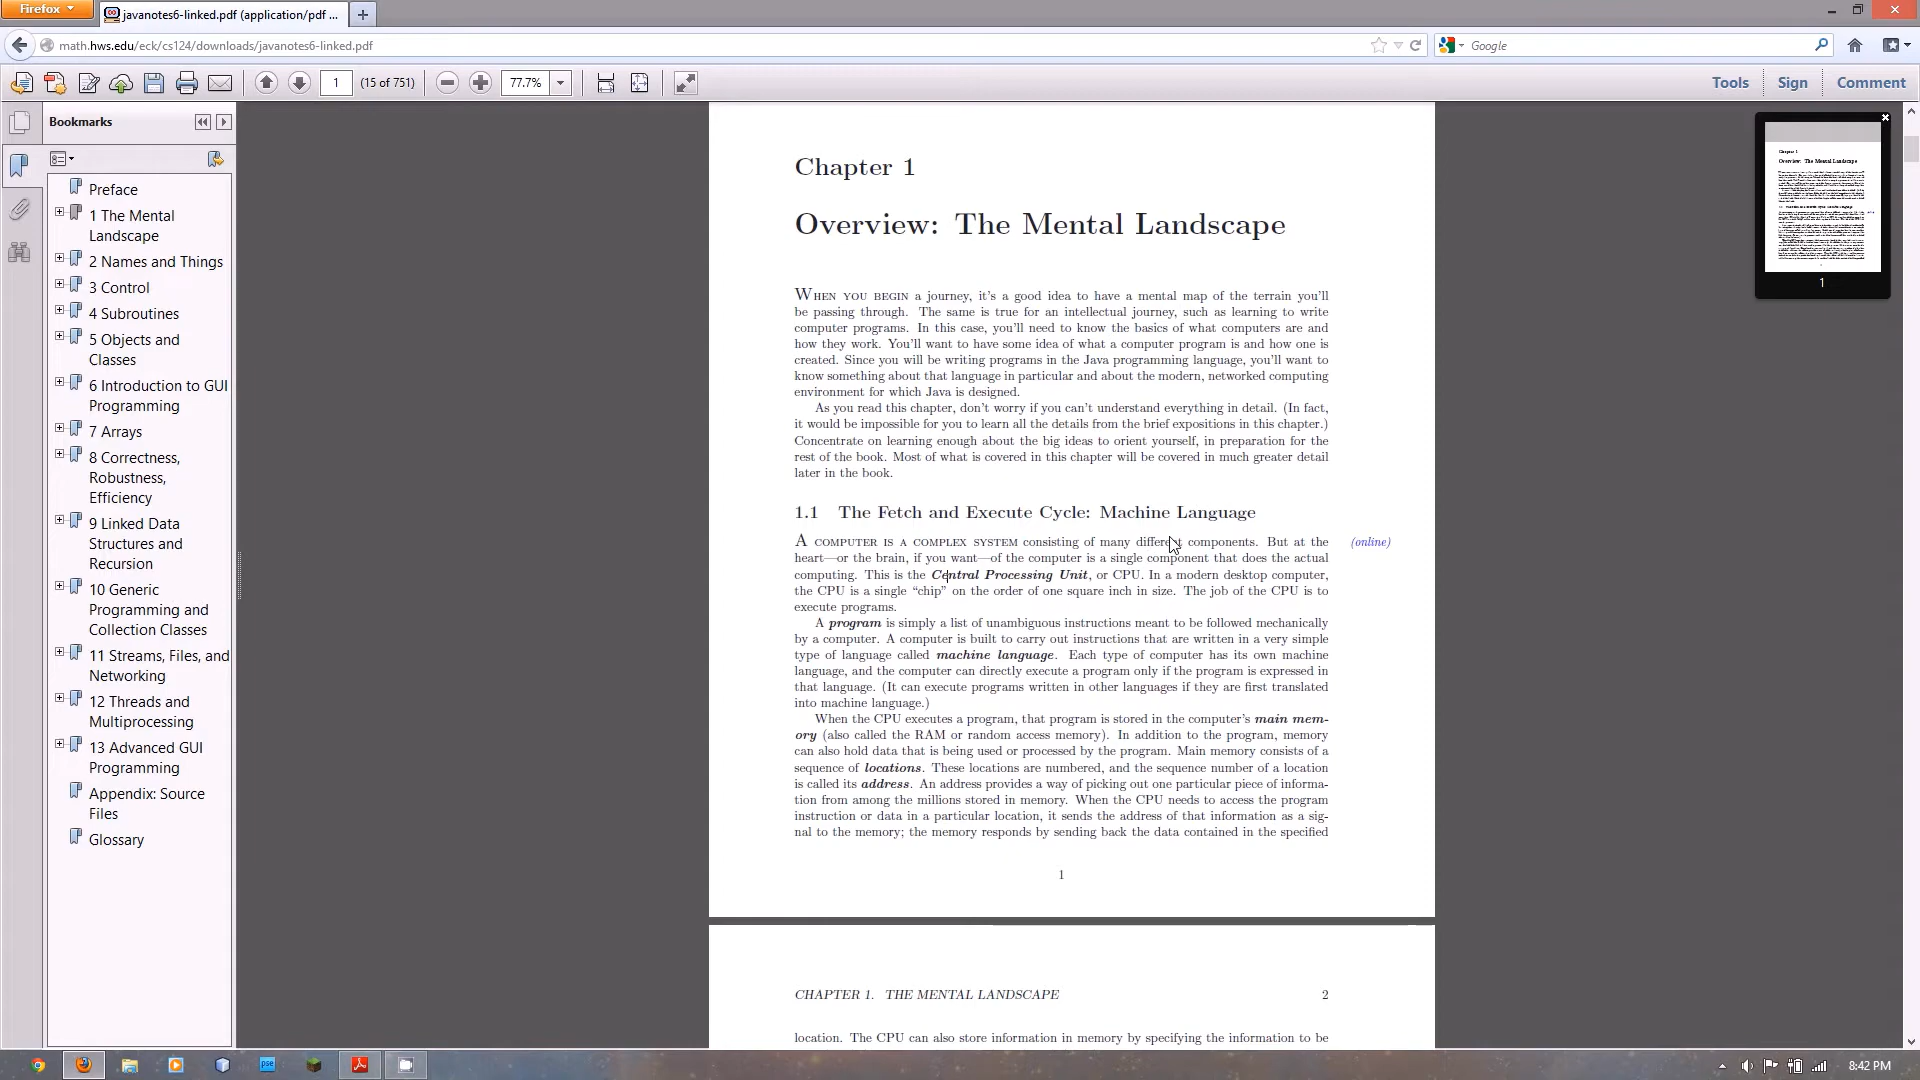 Firefox
javanotes6-linked.pdf (application/pdf ...
math.hws.edu/eck/cs124/downloads/javanotes6-linked.pdf
Google
1
(15 of 751)
77.7%
Tools
Sign
Comment
Bookmarks
Preface
1 The Mental
Landscape
2 Names and Things
3 Control
4 Subroutines
5 Objects and
Classes
6 Introduction to GUI
Programming
7 Arrays
8 Correctness,
Robustness,
Efficiency
9 Linked Data
Structures and
Recursion
10 Generic
Programming and
Collection Classes
11 Streams, Files, and
Networking
12 Threads and
Multiprocessing
13 Advanced GUI
Programming
Appendix: Source
Files
Glossary
Chapter 1
Overview: The Mental Landscape
When you begin a journey, it's a good idea to have a mental map of the terrain you'll
be passing through. The same is true for an intellectual journey, such as learning to write
computer programs. In this case, you'll need to know the basics of what computers are and
how they work. You'll want to have some idea of what a computer program is and how one is
created. Since you will be writing programs in the Java programming language, you'll want to
know something about that language in particular and about the modern, networked computing
environment for which Java is designed.
As you read this chapter, don't worry if you can't understand everything in detail. (In fact,
it would be impossible for you to learn all the details from the brief expositions in this chapter.)
Concentrate on learning enough about the big ideas to orient yourself, in preparation for the
rest of the book. Most of what is covered in this chapter will be covered in much greater detail
later in the book.
1.1 The Fetch and Execute Cycle: Machine Language
A computer is a complex system consisting of many different components. But at the
(online)
heart—or the brain, if you want—of the computer is a single component that does the actual
computing. This is the Central Processing Unit, or CPU. In a modern desktop computer,
the CPU is a single “chip” on the order of one square inch in size. The job of the CPU is to
execute programs.
A program is simply a list of unambiguous instructions meant to be followed mechanically
by a computer. A computer is built to carry out instructions that are written in a very simple
type of language called machine language. Each type of computer has its own machine
language, and the computer can directly execute a program only if the program is expressed in
that language. (It can execute programs written in other languages if they are first translated
into machine language.)
When the CPU executes a program, that program is stored in the computer's main mem-
ory (also called the RAM or random access memory). In addition to the program, memory
can also hold data that is being used or processed by the program. Main memory consists of a
sequence of locations. These locations are numbered, and the sequence number of a location
is called its address. An address provides a way of picking out one particular piece of informa-
tion from among the millions stored in memory. When the CPU needs to access the program
instruction or data in a particular location, it sends the address of that information as a sig-
nal to the memory; the memory responds by sending back the data contained in the specified
1
CHAPTER 1. THE MENTAL LANDSCAPE 2
location. The CPU can also store information in memory by specifying the information to be
Chapter 1
Overview: The Mental Landscape
1
pse
8:42 PM